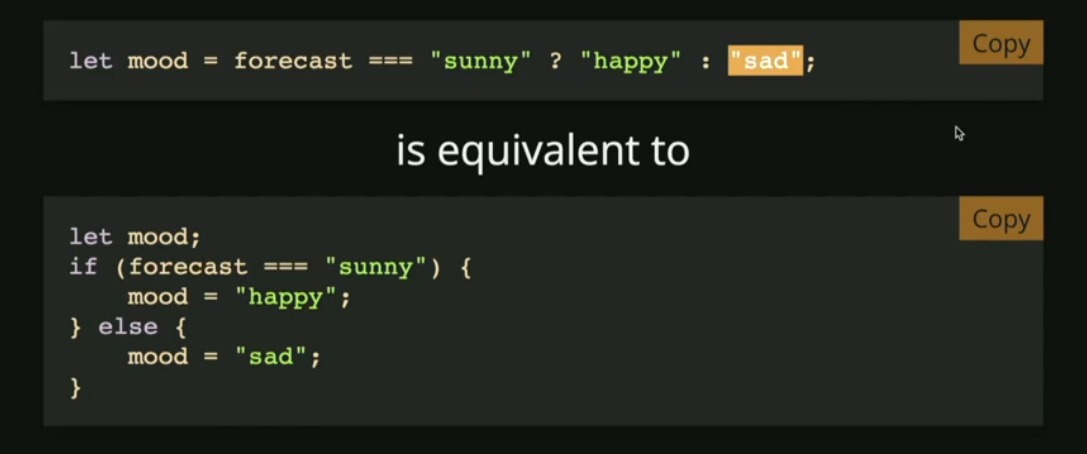 Copy
let mood = forecast === "sunny" ? "happy" : "sad";
is equivalent to
Copy
let mood;
if (forecast === "sunny") {
    mood = "happy";
} else {
    mood = "sad";
}